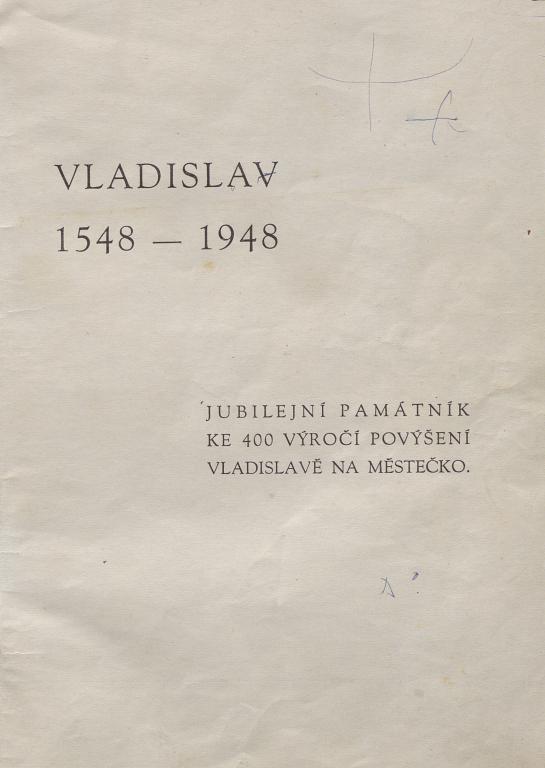 VLADISLAV
1548 — 1948
JUBILEJNÍ PAMÁTNÍK
KE 400 VÝROČÍ POVÝŠENÍ
VLADISLAVĚ NA MĚSTEČKO.